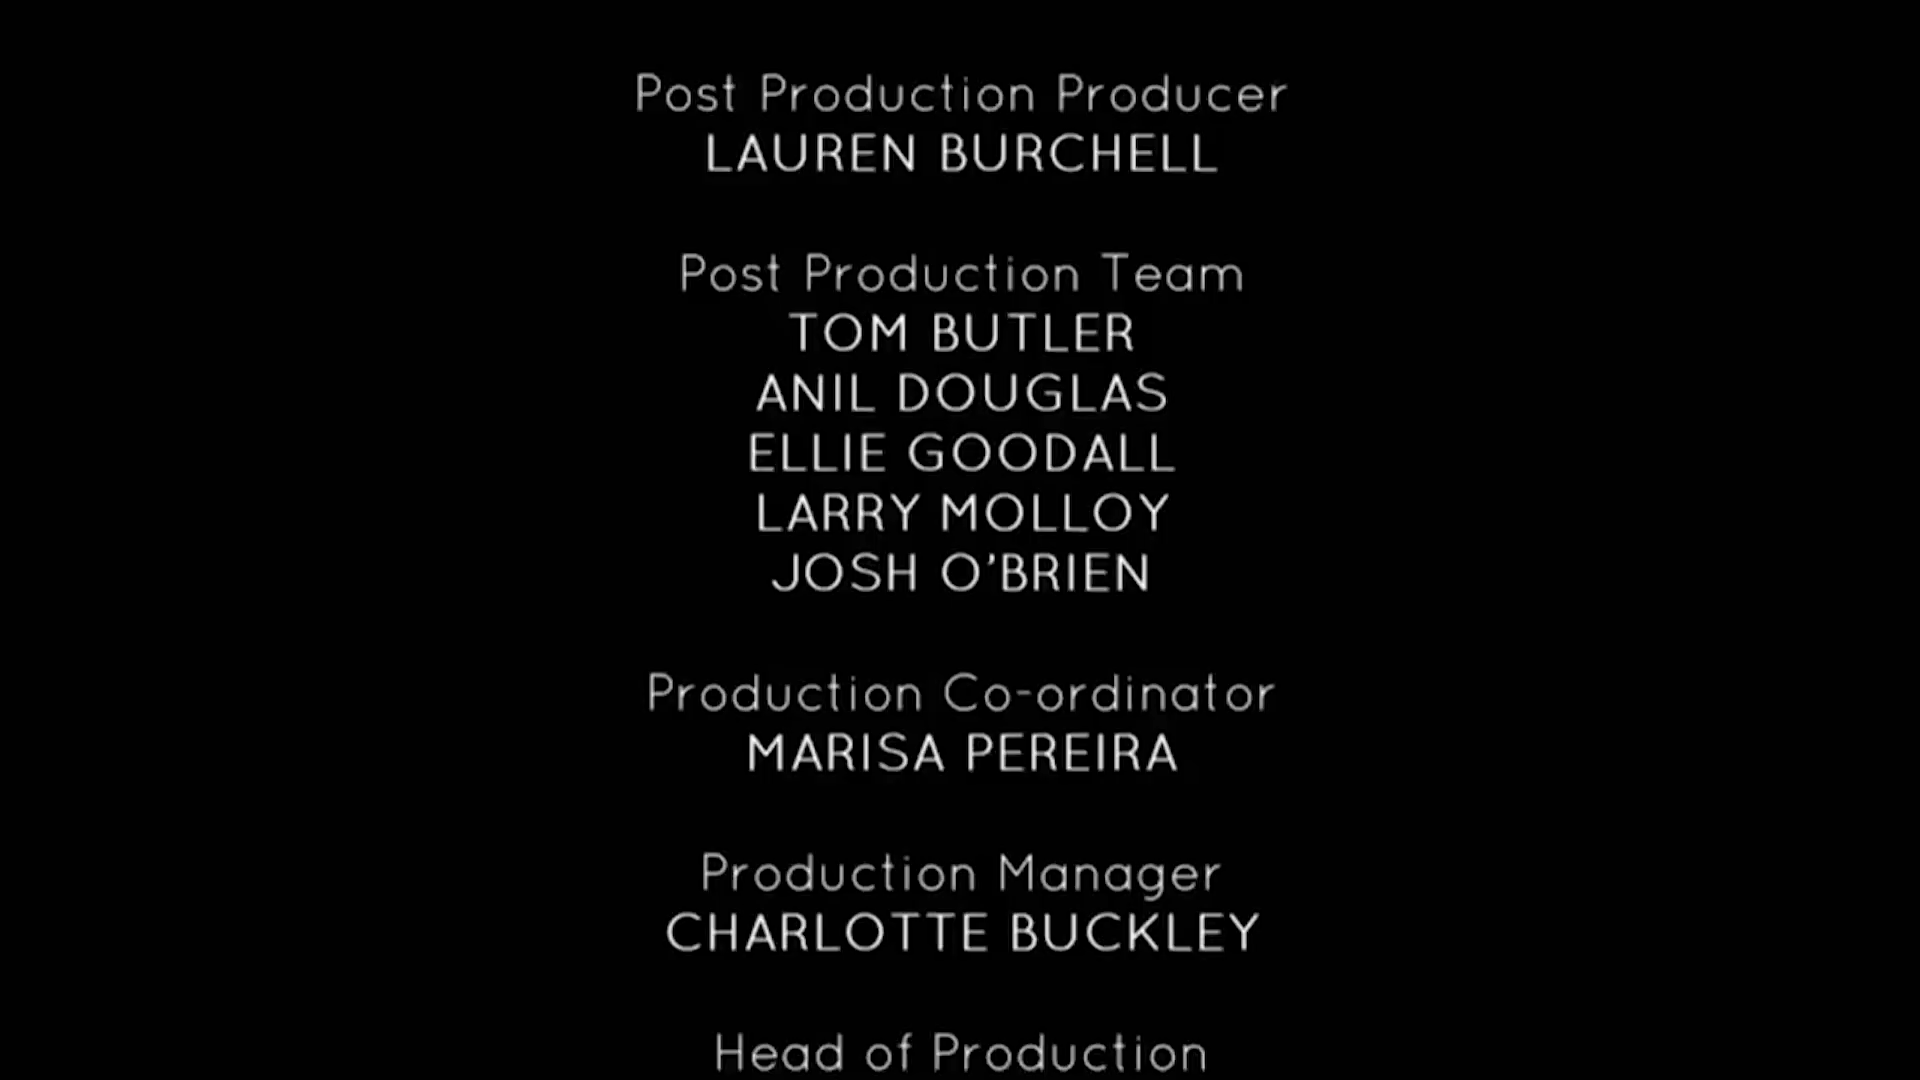 Post Production Producer
LAUREN BURCHELL
Post Production Team
TOM BUTLER
ANIL DOUGLAS
ELLIE GOODALL
LARRY MOLLOY
JOSH O’BRIEN
Production Co-ordinator
MARISA PEREIRA
Production Manager
CHARLOTTE BUCKLEY
Head of Production